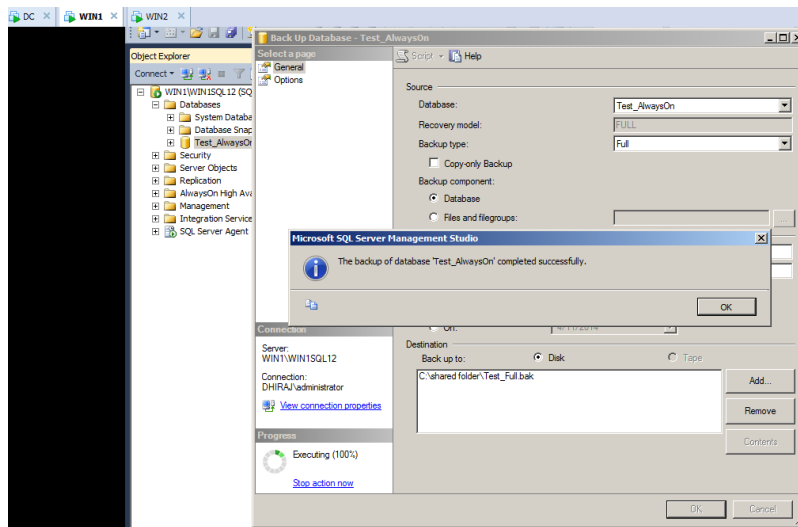 DC
WIN1
WIN2
Back Up Database - Test_AlwaysOn
Object Explorer
Connect
WIN1\WIN1SQL12 (SQ
Databases
System Databa
Database Snap
Test_AlwaysOn
Security
Server Objects
Replication
AlwaysOn High Ava
Management
Integration Service
SQL Server Agent
Select a page
General
Options
Script
Help
Source
Database:
Test_AlwaysOn
Recovery model:
FULL
Backup type:
Full
Copy-only Backup
Backup component:
Database
Files and filegroups:
Microsoft SQL Server Management Studio
The backup of database 'Test_AlwaysOn' completed successfully.
OK
On:
4/11/2014
Destination
Back up to:
Disk
Tape
C:\shared folder\Test_Full.bak
Add...
Remove
Contents
Connection
Server:
WIN1\WIN1SQL12
Connection:
DHIRAJ\administrator
View connection properties
Progress
Executing (100%)
Stop action now
OK
Cancel